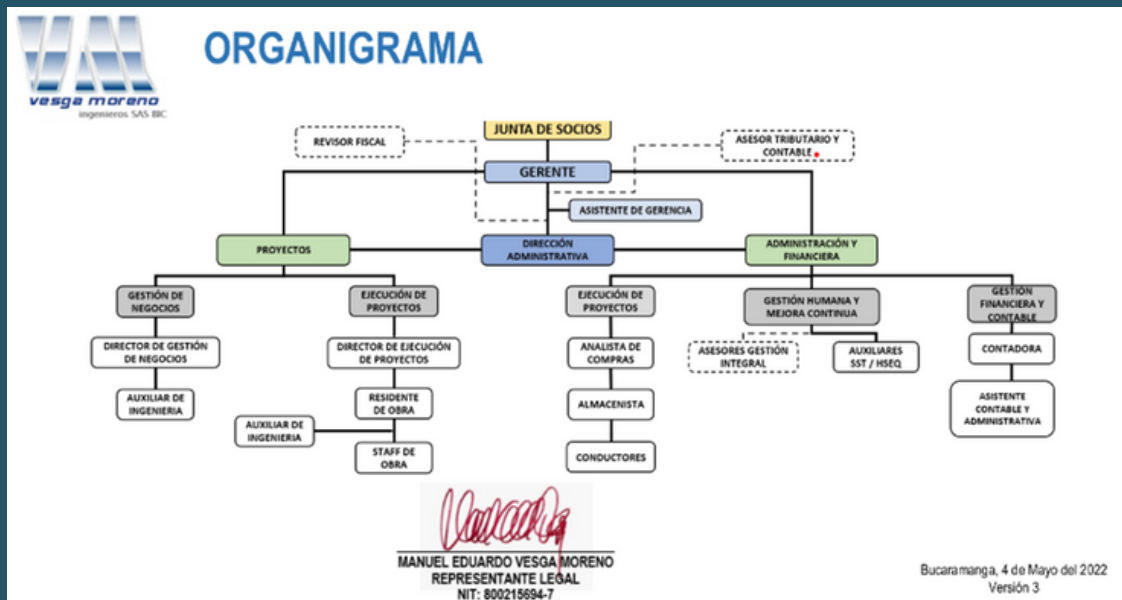 ORGANIGRAMA
vesga moreno
ingenieros SAS BIC
JUNTA DE SOCIOS
REVISOR FISCAL
ASESOR TRIBUTARIO Y
CONTABLE
GERENTE
ASISTENTE DE GERENCIA
PROYECTOS
DIRECCIÓN
ADMINISTRATIVA
ADMINISTRACIÓN Y
FINANCIERA
GESTIÓN DE
NEGOCIOS
EJECUCIÓN DE
PROYECTOS
EJECUCIÓN DE
PROYECTOS
GESTIÓN HUMANA Y
MEJORA CONTINUA
GESTIÓN
FINANCIERA Y
CONTABLE
DIRECTOR DE GESTIÓN
DE NEGOCIOS
DIRECTOR DE EJECUCIÓN
DE PROYECTOS
ANALISTA DE
COMPRAS
ASESORES GESTIÓN
INTEGRAL
AUXILIARES
SST / HSEQ
CONTADORA
AUXILIAR DE
INGENIERIA
RESIDENTE
DE OBRA
ALMACENISTA
ASISTENTE
CONTABLE Y
ADMINISTRATIVA
AUXILIAR DE
INGENIERIA
STAFF DE
OBRA
CONDUCTORES
MANUEL EDUARDO VESGA MORENO
REPRESENTANTE LEGAL
NIT: 800215694-7
Bucaramanga, 4 de Mayo del 2022
Versión 3